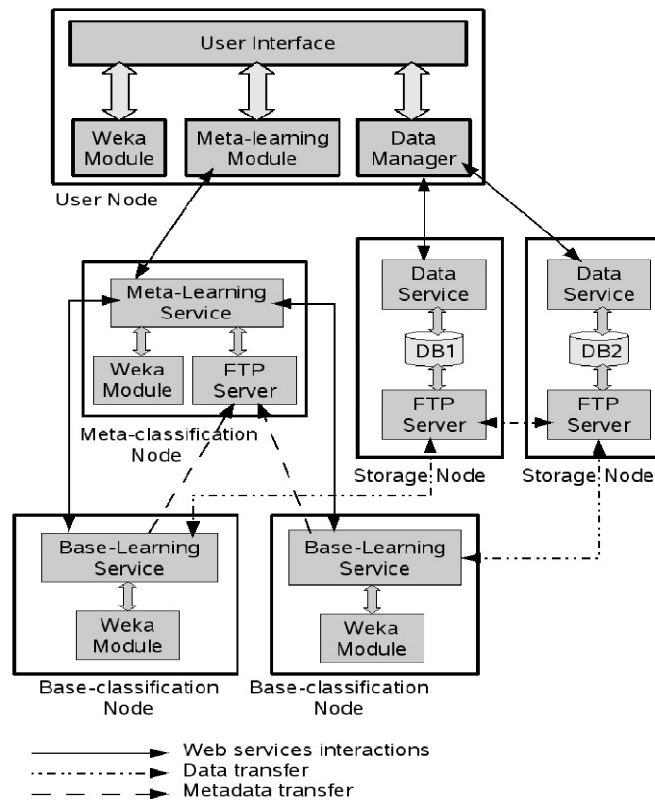 User Interface
Weka
Module
Meta-learning
Module
Data
Manager
User Node
Meta-Learning
Service
Weka
Module
FTP
Server
Meta-classification
Node
Data
Service
DB1
FTP
Server
Storage Node
Data
Service
DB2
FTP
Server
Storage Node
Base-Learning
Service
Weka
Module
Base-classification
Node
Base-Learning
Service
Weka
Module
Base-classification
Node
Web services interactions
Data transfer
Metadata transfer